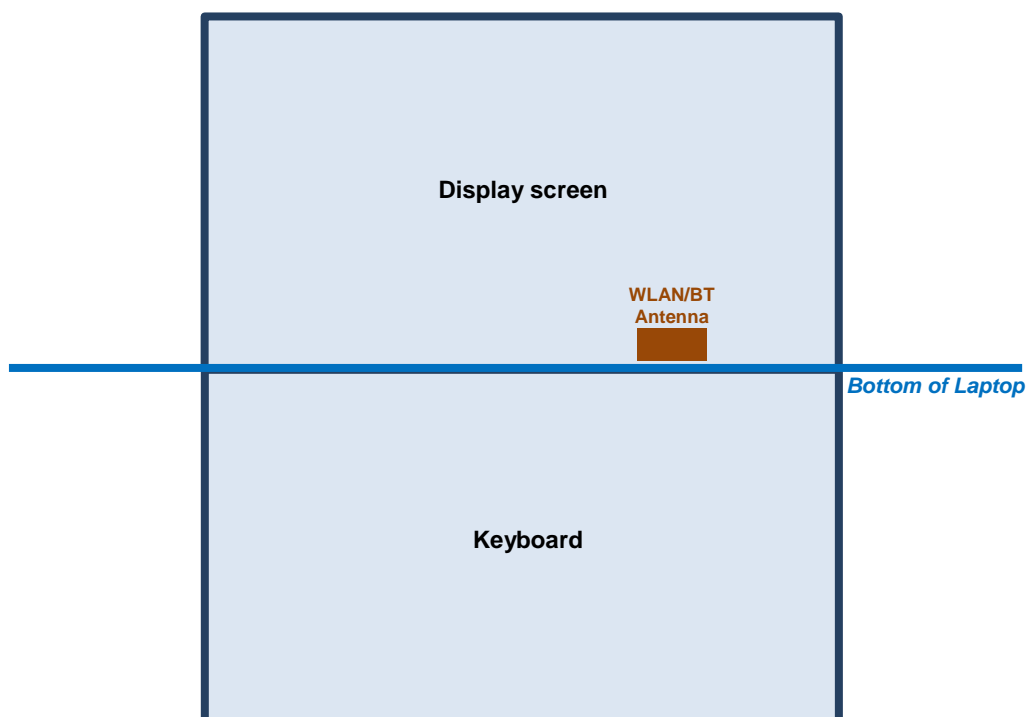 Display screen
WLAN/BT
Antenna
Bottom of Laptop
Keyboard